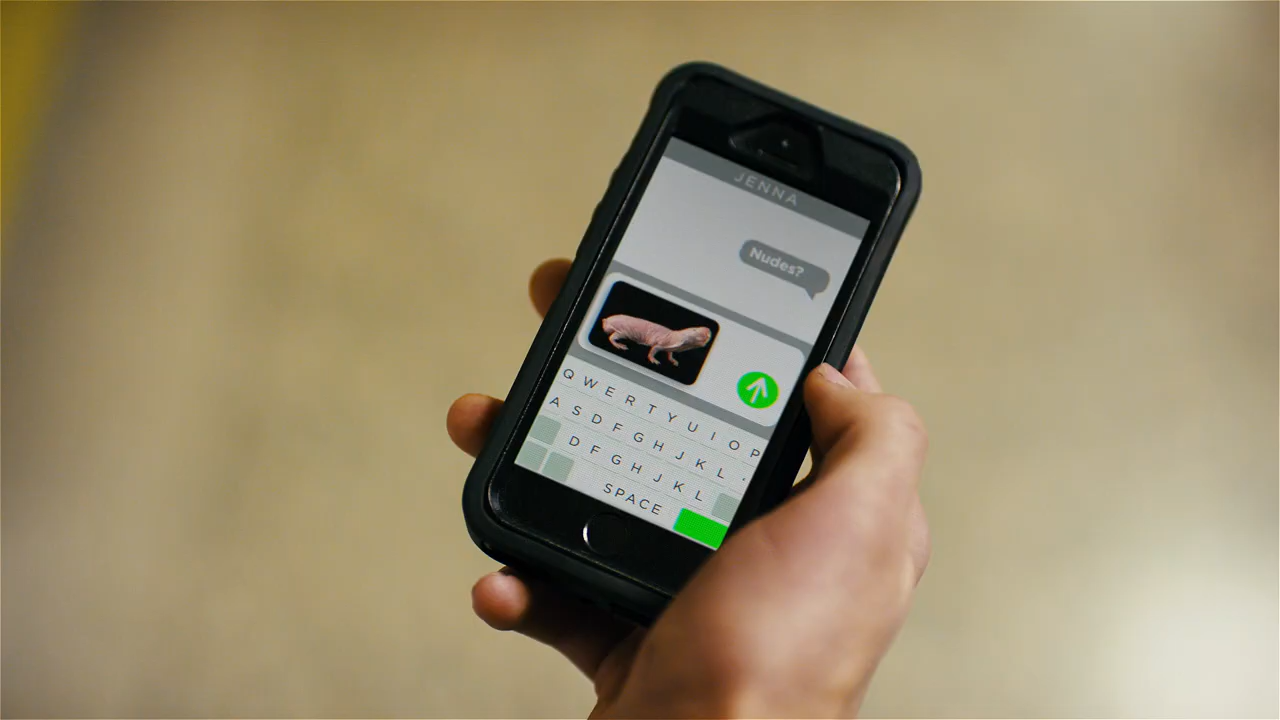 JENNA
Nudes?
Q W E R T Y U I O P
A S D F G H J K L .
D F G H J K L
SPACE